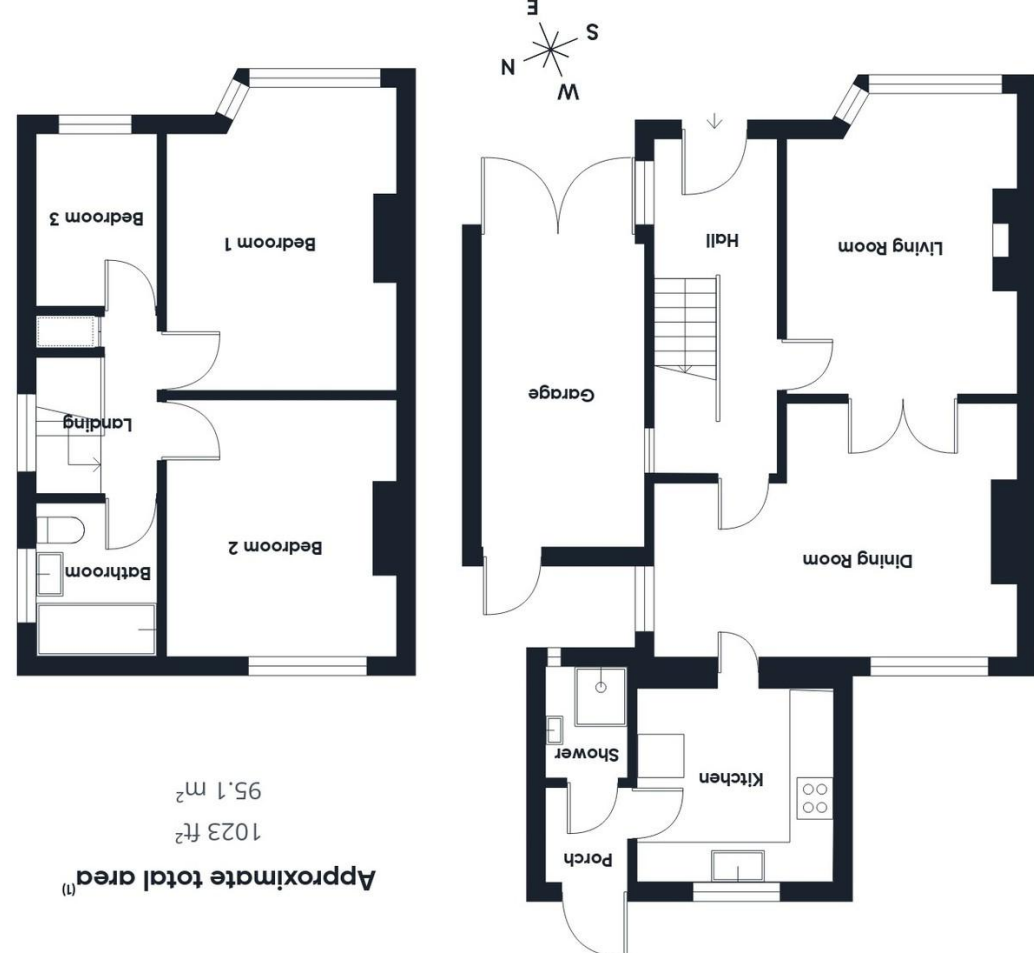 Approximate total area(1)
1023 ft²
95.1 m²
Porch
Kitchen
Shower
Dining Room
Garage
Living Room
Hall
W
N
S
E
Bathroom
Bedroom 2
Landing
Bedroom 1
Bedroom 3